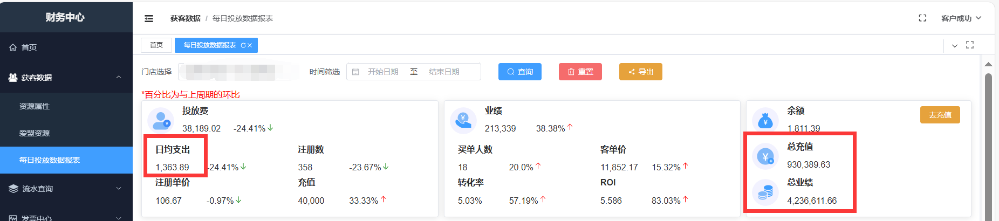 财务中心
首页
获客数据
资源属性
爱盟资源
每日投放数据报表
流水查询
发票中心
获客数据 / 每日投放数据报表
客户成功
首页
每日投放数据报表
门店选择
时间筛选 开始日期 至 结束日期
查询
重置
导出
*百分比为与上周期的环比
投放费
38,189.02 -24.41%↓
日均支出 注册数
1,363.89 -24.41%↓ 358 -23.67%↓
注册单价 充值
106.67 -0.97%↓ 40,000 33.33%↑
业绩
213,339 38.38%↑
买单人数 客单价
18 20.0%↑ 11,852.17 15.32%↑
转化率 ROI
5.03% 57.19%↑ 5.586 83.03%↑
余额
1,811.39
去充值
总充值
930,389.63
总业绩
4,236,611.66